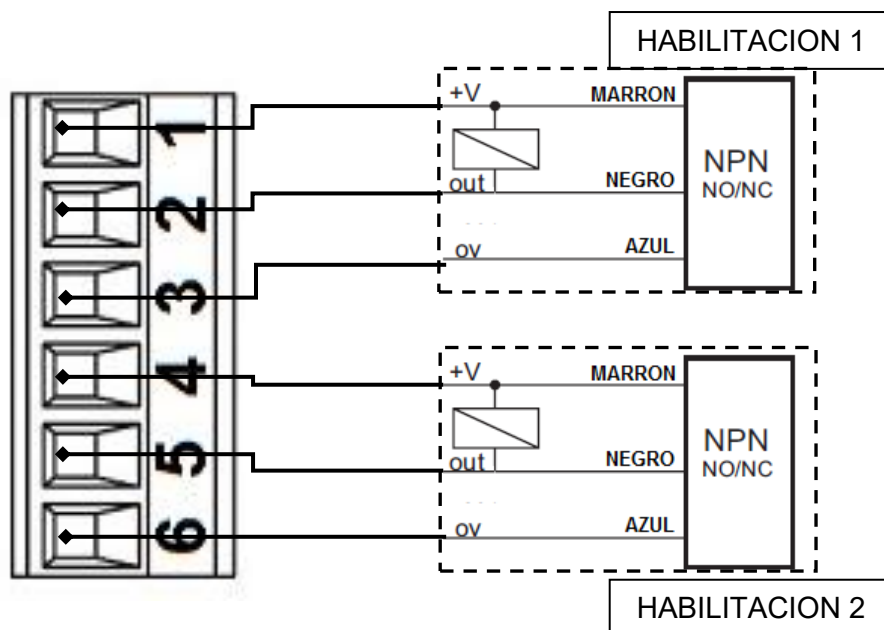 HABILITACION 1
1
+V MARRON
2
out NEGRO
NPN
NO/NC
3
ov AZUL
4
+V MARRON
5
out NEGRO
NPN
NO/NC
6
ov AZUL
HABILITACION 2